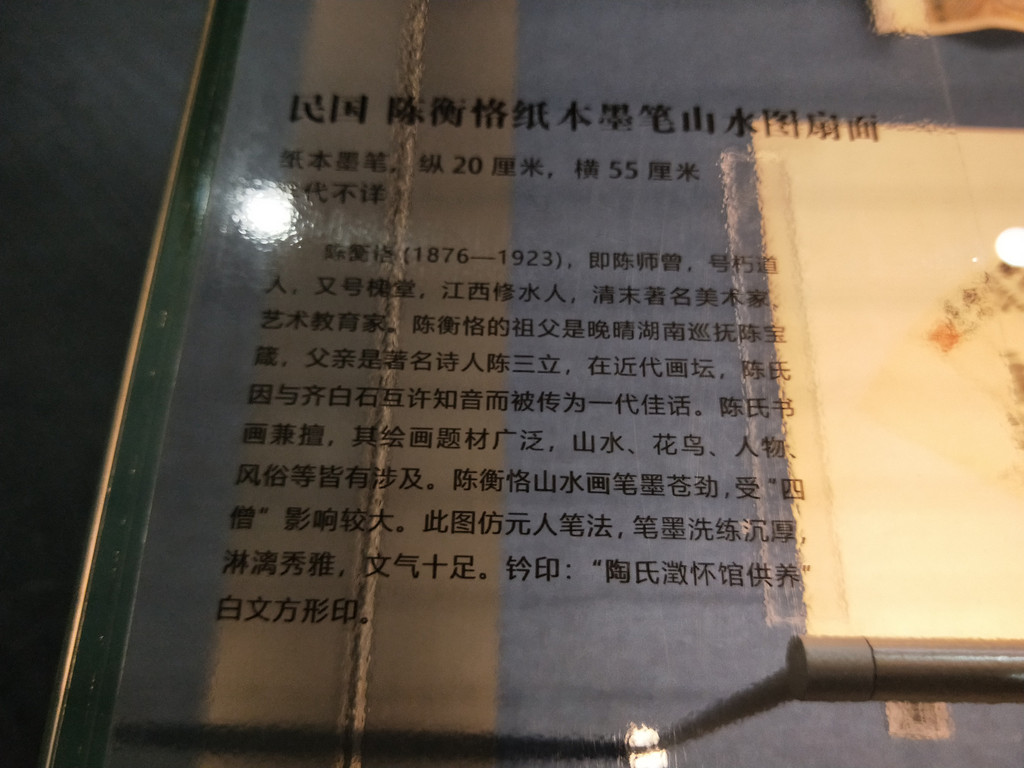 民国 陈衡恪纸本墨笔山水图扇面
纸本墨笔，纵 20 厘米，横 55 厘米
代不详
陈衡恪 (1876—1923)，即陈师曾，号朽道
人，又号槐堂，江西修水人，清末著名美术家、
艺术教育家。陈衡恪的祖父是晚晴湖南巡抚陈宝
箴，父亲是著名诗人陈三立，在近代画坛，陈氏
因与齐白石互许知音而被传为一代佳话。陈氏书
画兼擅，其绘画题材广泛，山水、花鸟、人物、
风俗等皆有涉及。陈衡恪山水画笔墨苍劲，受“四
僧”影响较大。此图仿元人笔法，笔墨洗练沉厚，
淋漓秀雅，文气十足。钤印：“陶氏澂怀馆供养”
白文方形印。